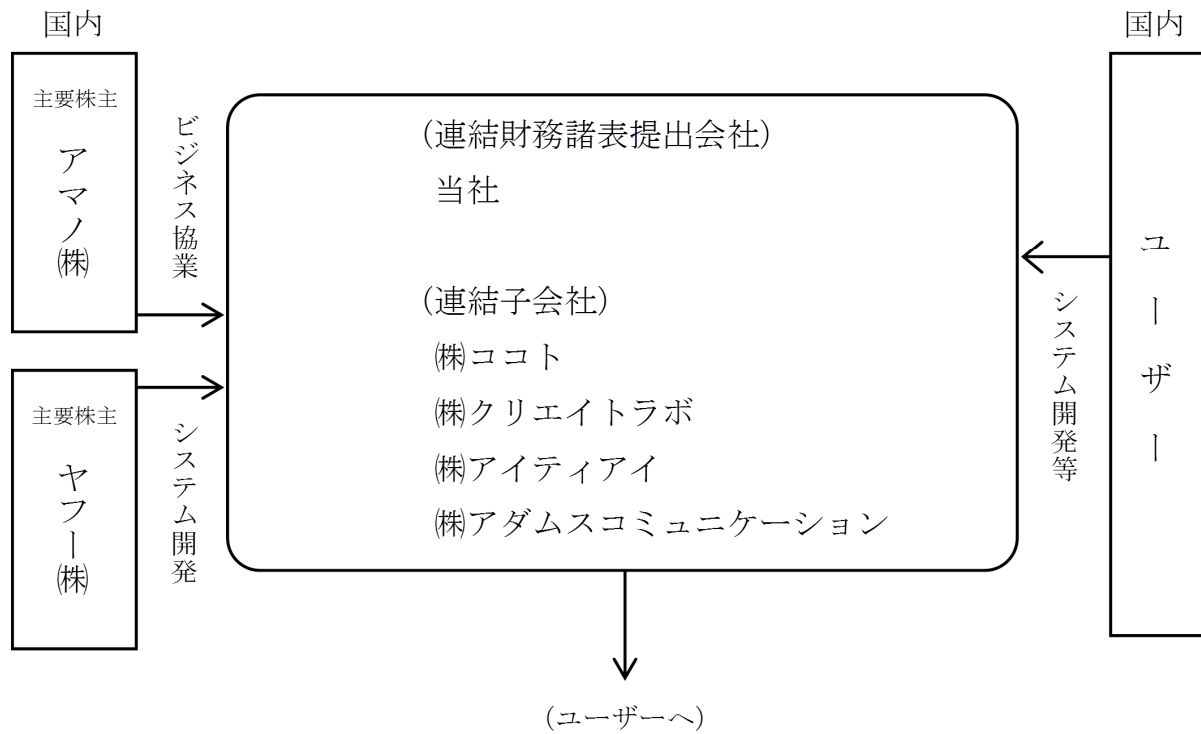 国内
主要株主
アマノ㈱
ビジネス協業
主要株主
ヤフー㈱
システム開発
(連結財務諸表提出会社)
当社
(連結子会社)
㈱ココト
㈱クリエイトラボ
㈱アイティアイ
㈱アダムスコミュニケーション
(ユーザーへ)
システム開発等
国内
ユーザー